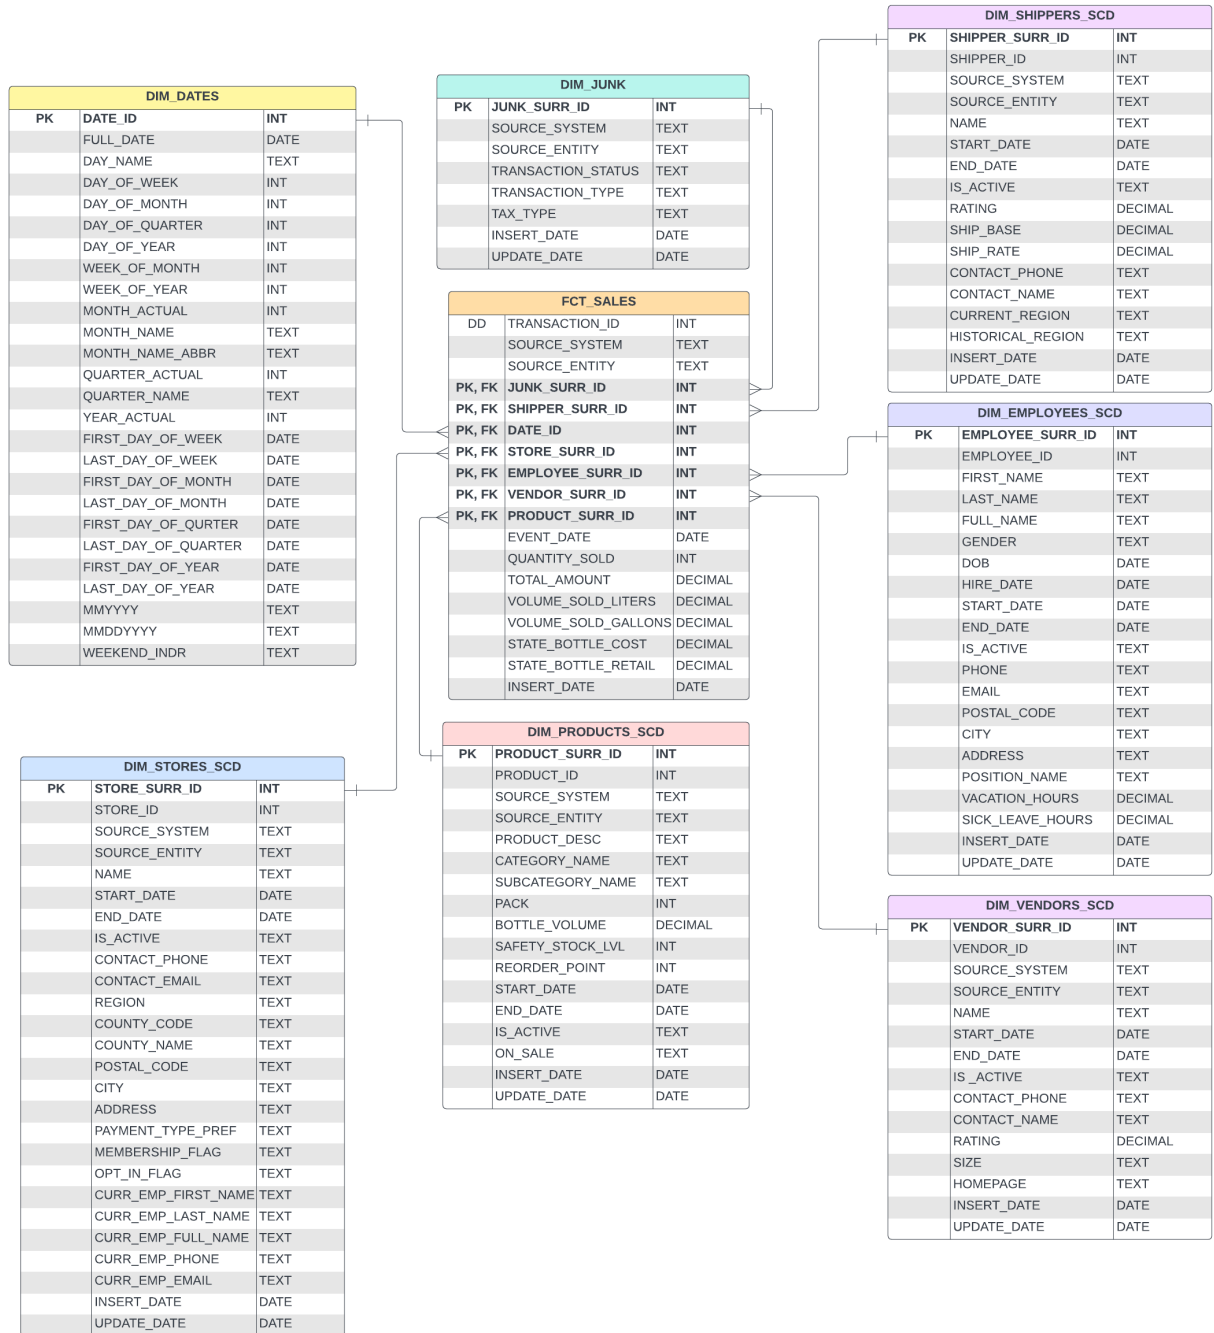 DIM_SHIPPERS_SCD
PK SHIPPER_SURR_ID INT
SHIPPER_ID INT
SOURCE_SYSTEM TEXT
SOURCE_ENTITY TEXT
NAME TEXT
START_DATE DATE
END_DATE DATE
IS_ACTIVE TEXT
RATING DECIMAL
SHIP_BASE DECIMAL
SHIP_RATE DECIMAL
CONTACT_PHONE TEXT
CONTACT_NAME TEXT
CURRENT_REGION TEXT
HISTORICAL_REGION TEXT
INSERT_DATE DATE
UPDATE_DATE DATE
DIM_JUNK
PK JUNK_SURR_ID INT
SOURCE_SYSTEM TEXT
SOURCE_ENTITY TEXT
TRANSACTION_STATUS TEXT
TRANSACTION_TYPE TEXT
TAX_TYPE TEXT
INSERT_DATE DATE
UPDATE_DATE DATE
DIM_DATES
PK DATE_ID INT
FULL_DATE DATE
DAY_NAME TEXT
DAY_OF_WEEK INT
DAY_OF_MONTH INT
DAY_OF_QUARTER INT
DAY_OF_YEAR INT
WEEK_OF_MONTH INT
WEEK_OF_YEAR INT
MONTH_ACTUAL INT
MONTH_NAME TEXT
MONTH_NAME_ABBR TEXT
QUARTER_ACTUAL INT
QUARTER_NAME TEXT
YEAR_ACTUAL INT
FIRST_DAY_OF_WEEK DATE
LAST_DAY_OF_WEEK DATE
FIRST_DAY_OF_MONTH DATE
LAST_DAY_OF_MONTH DATE
FIRST_DAY_OF_QURTER DATE
LAST_DAY_OF_QUARTER DATE
FIRST_DAY_OF_YEAR DATE
LAST_DAY_OF_YEAR DATE
MMYYYY TEXT
MMDDYYYY TEXT
WEEKEND_INDR TEXT
FCT_SALES
DD TRANSACTION_ID INT
SOURCE_SYSTEM TEXT
SOURCE_ENTITY TEXT
PK, FK JUNK_SURR_ID INT
PK, FK SHIPPER_SURR_ID INT
PK, FK DATE_ID INT
PK, FK STORE_SURR_ID INT
PK, FK EMPLOYEE_SURR_ID INT
PK, FK VENDOR_SURR_ID INT
PK, FK PRODUCT_SURR_ID INT
EVENT_DATE DATE
QUANTITY_SOLD INT
TOTAL_AMOUNT DECIMAL
VOLUME_SOLD_LITERS DECIMAL
VOLUME_SOLD_GALLONS DECIMAL
STATE_BOTTLE_COST DECIMAL
STATE_BOTTLE_RETAIL DECIMAL
INSERT_DATE DATE
DIM_EMPLOYEES_SCD
PK EMPLOYEE_SURR_ID INT
EMPLOYEE_ID INT
FIRST_NAME TEXT
LAST_NAME TEXT
FULL_NAME TEXT
GENDER TEXT
DOB DATE
HIRE_DATE DATE
START_DATE DATE
END_DATE DATE
IS_ACTIVE TEXT
PHONE TEXT
EMAIL TEXT
POSTAL_CODE TEXT
CITY TEXT
ADDRESS TEXT
POSITION_NAME TEXT
VACATION_HOURS DECIMAL
SICK_LEAVE_HOURS DECIMAL
INSERT_DATE DATE
UPDATE_DATE DATE
DIM_PRODUCTS_SCD
PK PRODUCT_SURR_ID INT
PRODUCT_ID INT
SOURCE_SYSTEM TEXT
SOURCE_ENTITY TEXT
PRODUCT_DESC TEXT
CATEGORY_NAME TEXT
SUBCATEGORY_NAME TEXT
PACK INT
BOTTLE_VOLUME DECIMAL
SAFETY_STOCK_LVL INT
REORDER_POINT INT
START_DATE DATE
END_DATE DATE
IS_ACTIVE TEXT
ON_SALE TEXT
INSERT_DATE DATE
UPDATE_DATE DATE
DIM_STORES_SCD
PK STORE_SURR_ID INT
STORE_ID INT
SOURCE_SYSTEM TEXT
SOURCE_ENTITY TEXT
NAME TEXT
START_DATE DATE
END_DATE DATE
IS_ACTIVE TEXT
CONTACT_PHONE TEXT
CONTACT_EMAIL TEXT
REGION TEXT
COUNTY_CODE TEXT
COUNTY_NAME TEXT
POSTAL_CODE TEXT
CITY TEXT
ADDRESS TEXT
PAYMENT_TYPE_PREF TEXT
MEMBERSHIP_FLAG TEXT
OPT_IN_FLAG TEXT
CURR_EMP_FIRST_NAME TEXT
CURR_EMP_LAST_NAME TEXT
CURR_EMP_FULL_NAME TEXT
CURR_EMP_PHONE TEXT
CURR_EMP_EMAIL TEXT
INSERT_DATE DATE
UPDATE_DATE DATE
DIM_VENDORS_SCD
PK VENDOR_SURR_ID INT
VENDOR_ID INT
SOURCE_SYSTEM TEXT
SOURCE_ENTITY TEXT
NAME TEXT
START_DATE DATE
END_DATE DATE
IS _ACTIVE TEXT
CONTACT_PHONE TEXT
CONTACT_NAME TEXT
RATING DECIMAL
SIZE TEXT
HOMEPAGE TEXT
INSERT_DATE DATE
UPDATE_DATE DATE